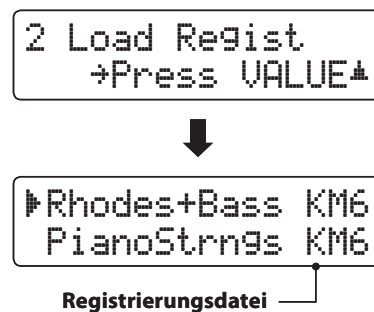 2 Load Regist
→Press VALUE▲
▶Rhodes+Bass KM6
PianoStrngs KM6
Registrierungsdatei